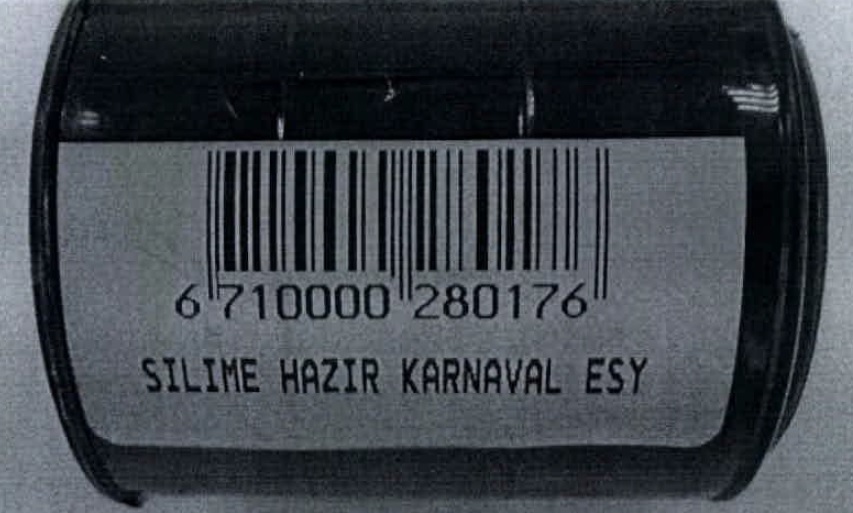 6 710000 280176
SILIME HAZIR KARNAVAL ESY